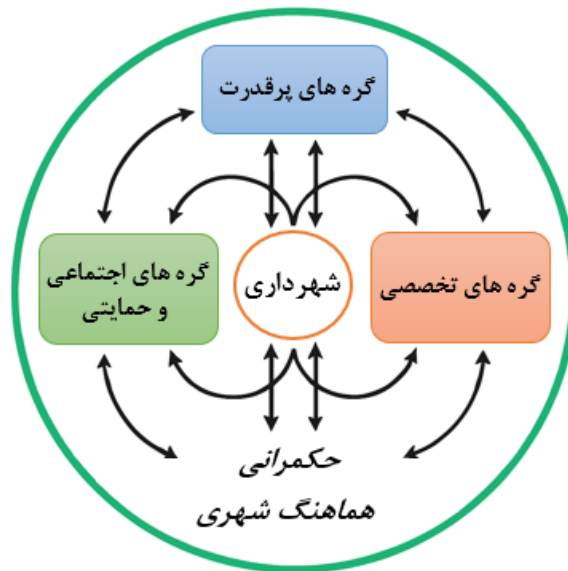 گره های پرقدرت
گره های اجتماعی
و حمایتی
شهرداری
گره های تخصصی
حکمرانی
هماهنگ شهری